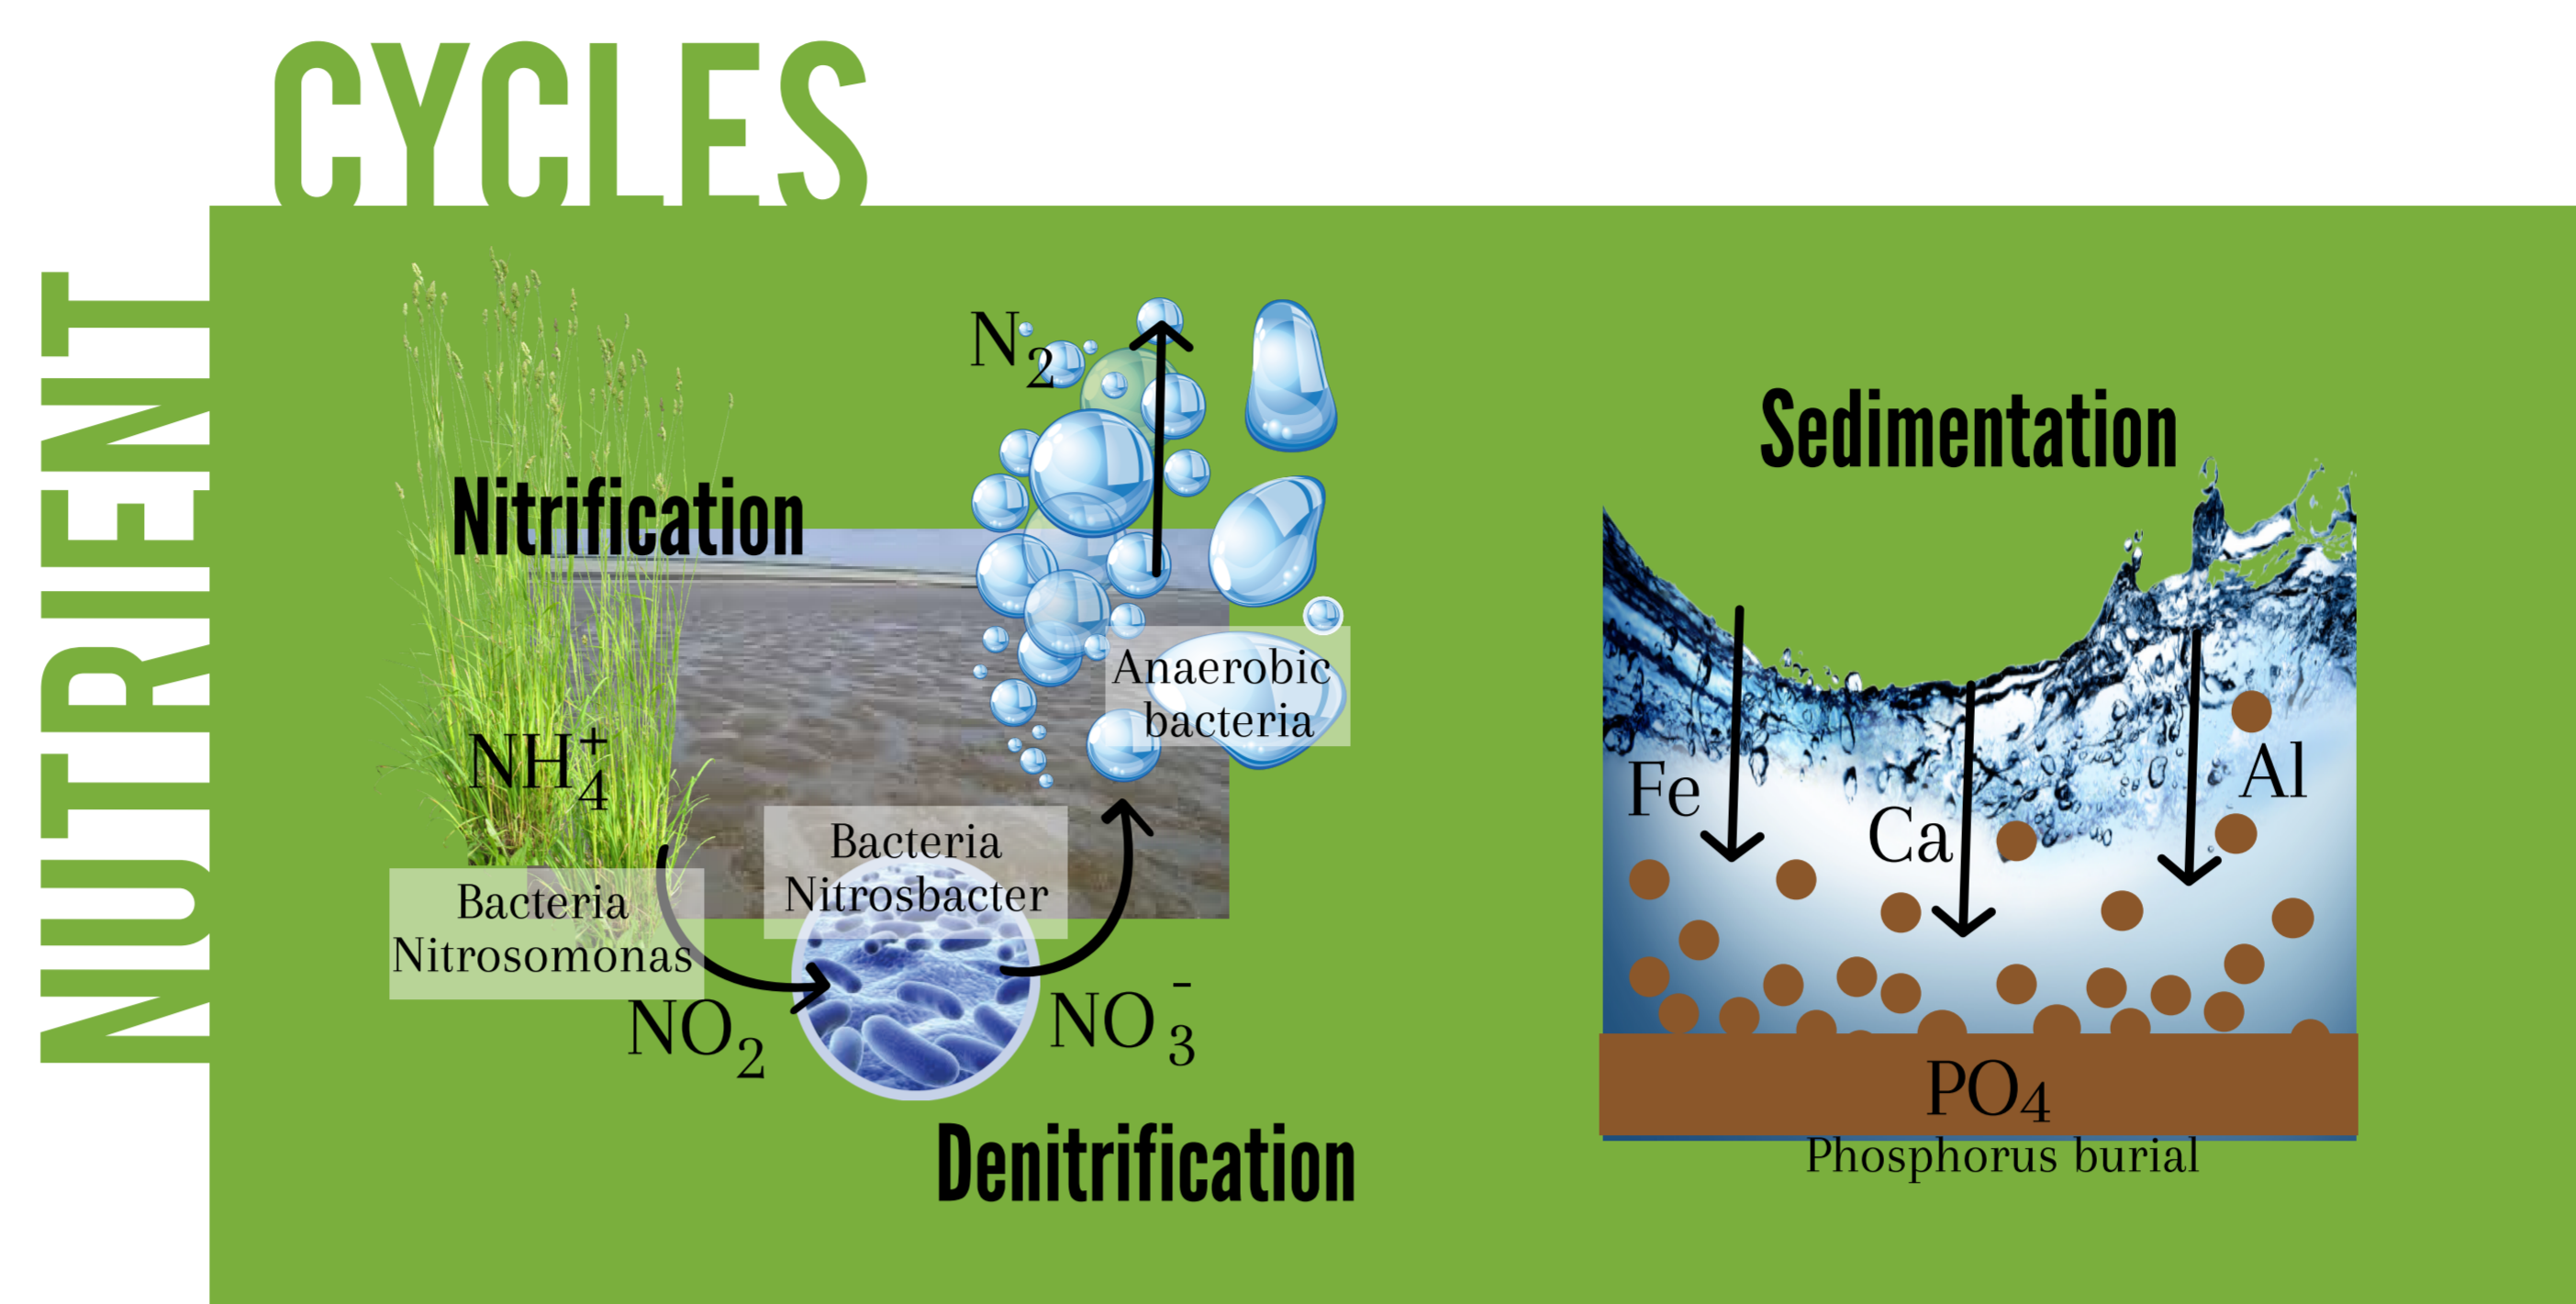 NUTRIENT
CYCLES
Nitrification
NH₄⁺
Bacteria
Nitrosomonas
NO₂
Bacteria
Nitrosbacter
NO₃⁻
Anaerobic
bacteria
N₂
Denitrification
Sedimentation
Fe
Ca
Al
PO₄
Phosphorus burial